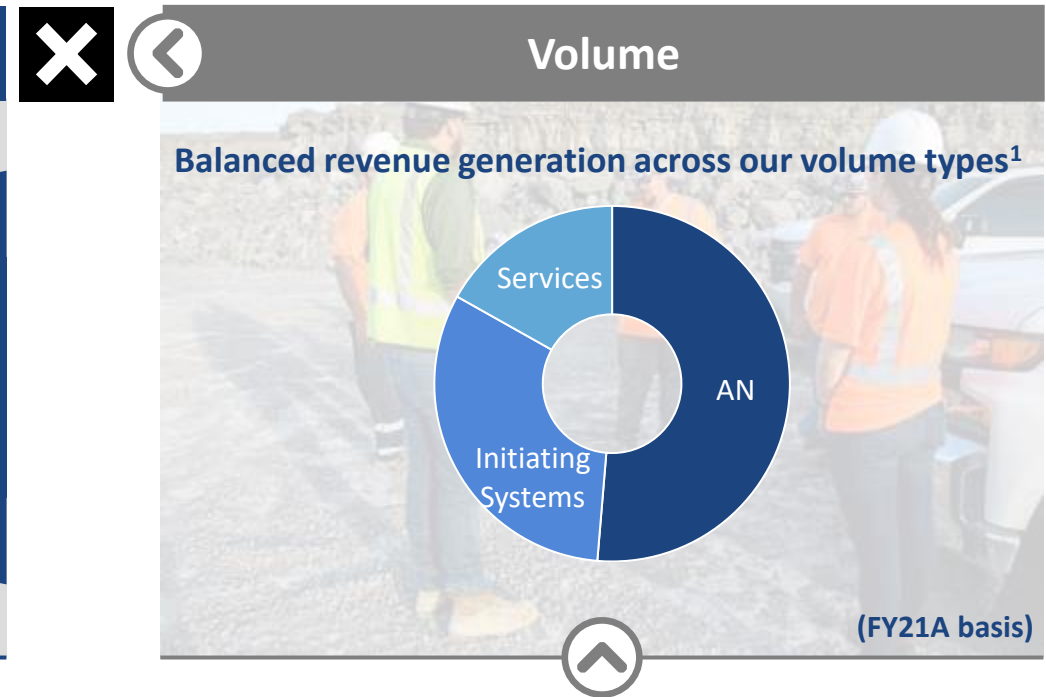 Volume
Balanced revenue generation across our volume types¹
Services
AN
Initiating
Systems
(FY21A basis)